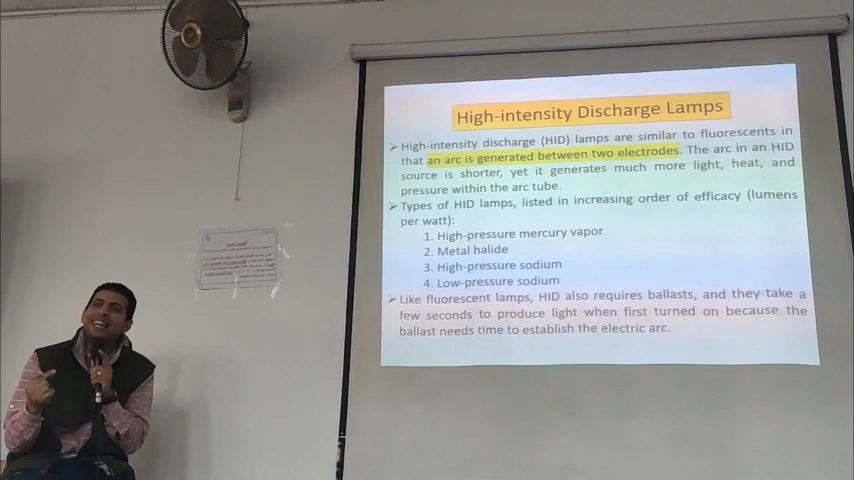 High-intensity Discharge Lamps
➢ High-intensity discharge (HID) lamps are similar to fluorescents in
that an arc is generated between two electrodes. The arc in an HID
source is shorter, yet it generates much more light, heat, and
pressure within the arc tube.
➢ Types of HID lamps, listed in increasing order of efficacy (lumens
per watt):
1. High-pressure mercury vapor
2. Metal halide
3. High-pressure sodium
4. Low-pressure sodium
➢ Like fluorescent lamps, HID also requires ballasts, and they take a
few seconds to produce light when first turned on because the
ballast needs time to establish the electric arc.